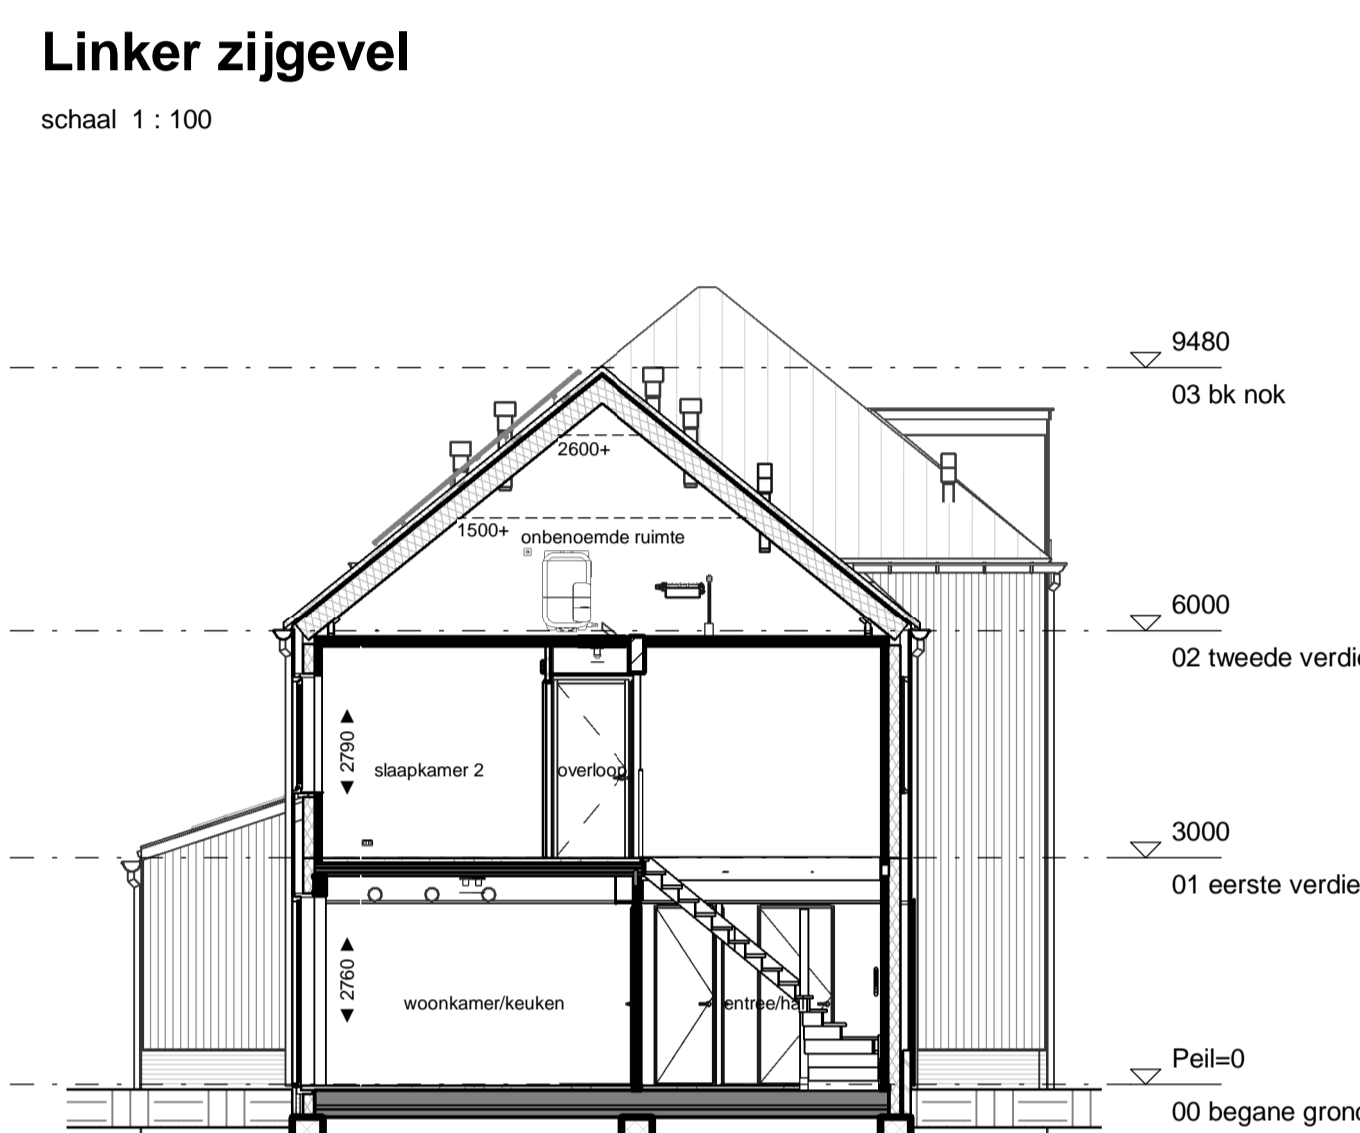 Linker zijgevel
schaal 1 : 100
9480
03 bk nok
2600+
1500+ onbenoemde ruimte
6000
02 tweede verdie
2790
slaapkamer 2
overloop
3000
01 eerste verdie
2760
woonkamer/keuken
entree/hal
Peil=0
00 begane grond